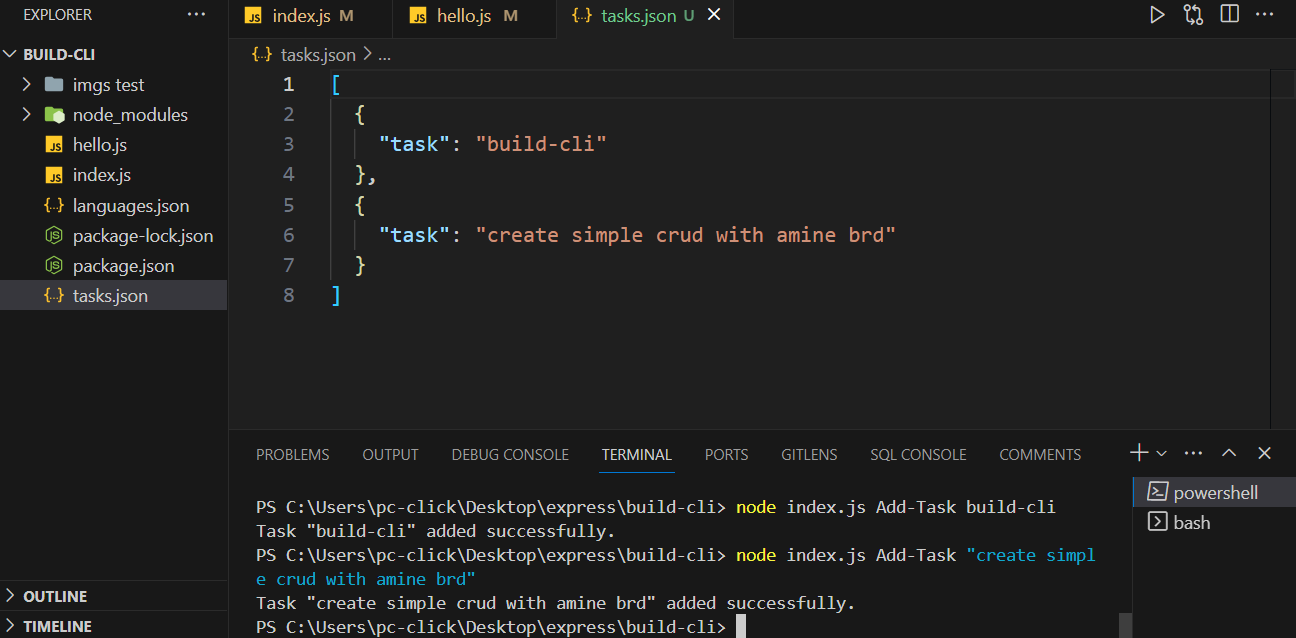 EXPLORER ...
BUILD-CLI
imgs test
node_modules
JS hello.js
JS index.js
{..} languages.json
package-lock.json
package.json
{..} tasks.json
OUTLINE
TIMELINE
JS index.js M JS hello.js M {..} tasks.json U
{..} tasks.json > ...
1 [
2 {
3 "task": "build-cli"
4 },
5 {
6 "task": "create simple crud with amine brd"
7 }
8 ]
PROBLEMS OUTPUT DEBUG CONSOLE TERMINAL PORTS GITLENS SQL CONSOLE COMMENTS
PS C:\Users\pc-click\Desktop\express\build-cli> node index.js Add-Task build-cli
Task "build-cli" added successfully.
PS C:\Users\pc-click\Desktop\express\build-cli> node index.js Add-Task "create simpl
e crud with amine brd"
Task "create simple crud with amine brd" added successfully.
PS C:\Users\pc-click\Desktop\express\build-cli>
powershell
bash